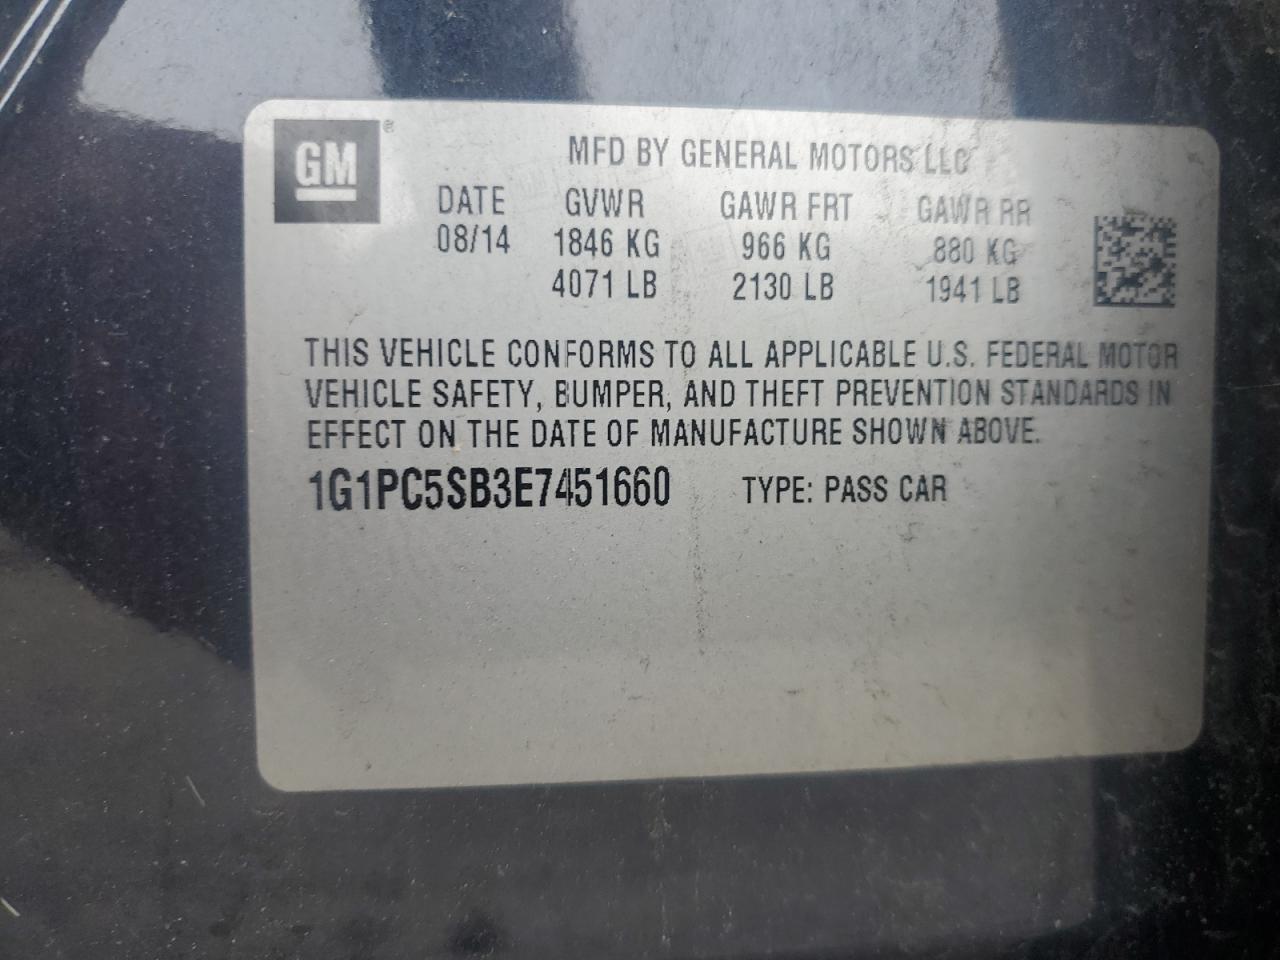 GM®
MFD BY GENERAL MOTORS LLC
DATE GVWR GAWR FRT GAWR RR
08/14 1846 KG 966 KG 880 KG
4071 LB 2130 LB 1941 LB
THIS VEHICLE CONFORMS TO ALL APPLICABLE U.S. FEDERAL MOTOR
VEHICLE SAFETY, BUMPER, AND THEFT PREVENTION STANDARDS IN
EFFECT ON THE DATE OF MANUFACTURE SHOWN ABOVE.
1G1PC5SB3E7451660 TYPE: PASS CAR